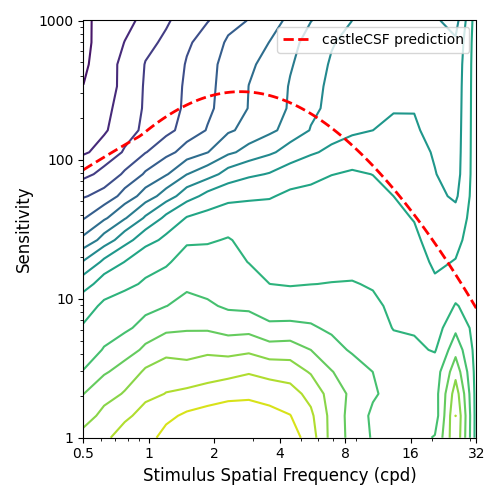 1000
castleCSF prediction
100
10
1
Sensitivity
0.5 1 2 4 8 16 32
Stimulus Spatial Frequency (cpd)